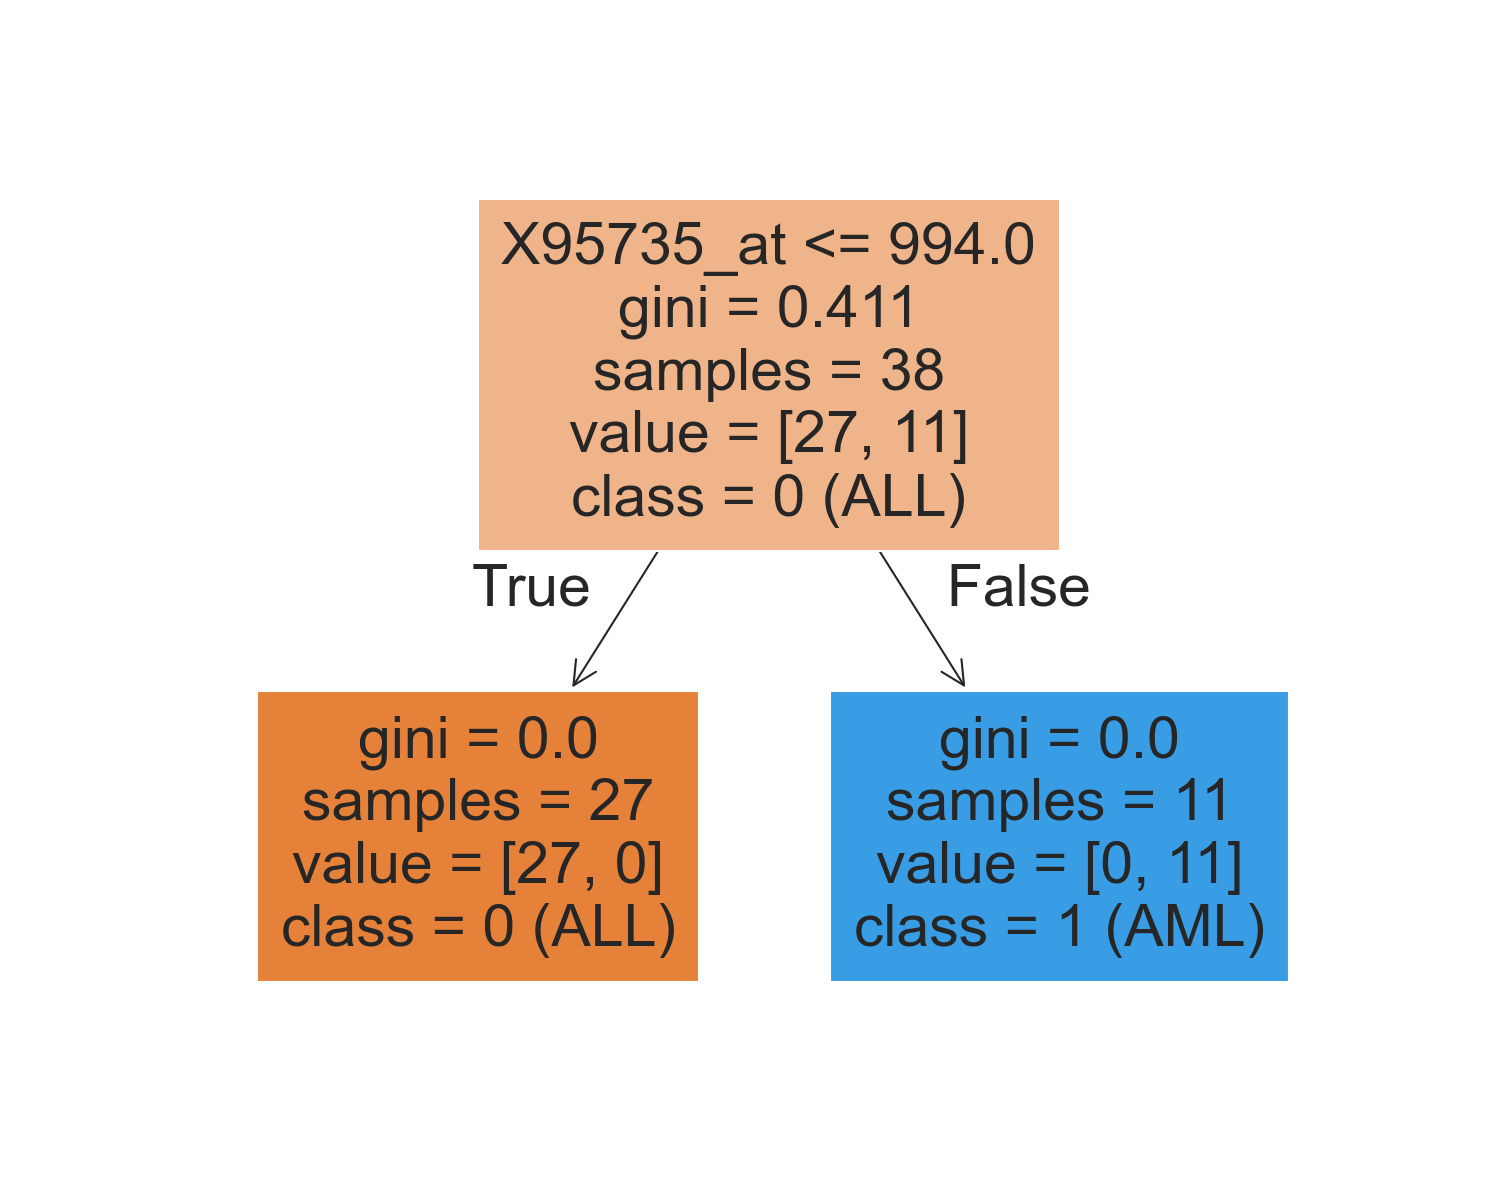 X95735_at <= 994.0
gini = 0.411
samples = 38
value = [27, 11]
class = 0 (ALL)
True
False
gini = 0.0
samples = 27
value = [27, 0]
class = 0 (ALL)
gini = 0.0
samples = 11
value = [0, 11]
class = 1 (AML)